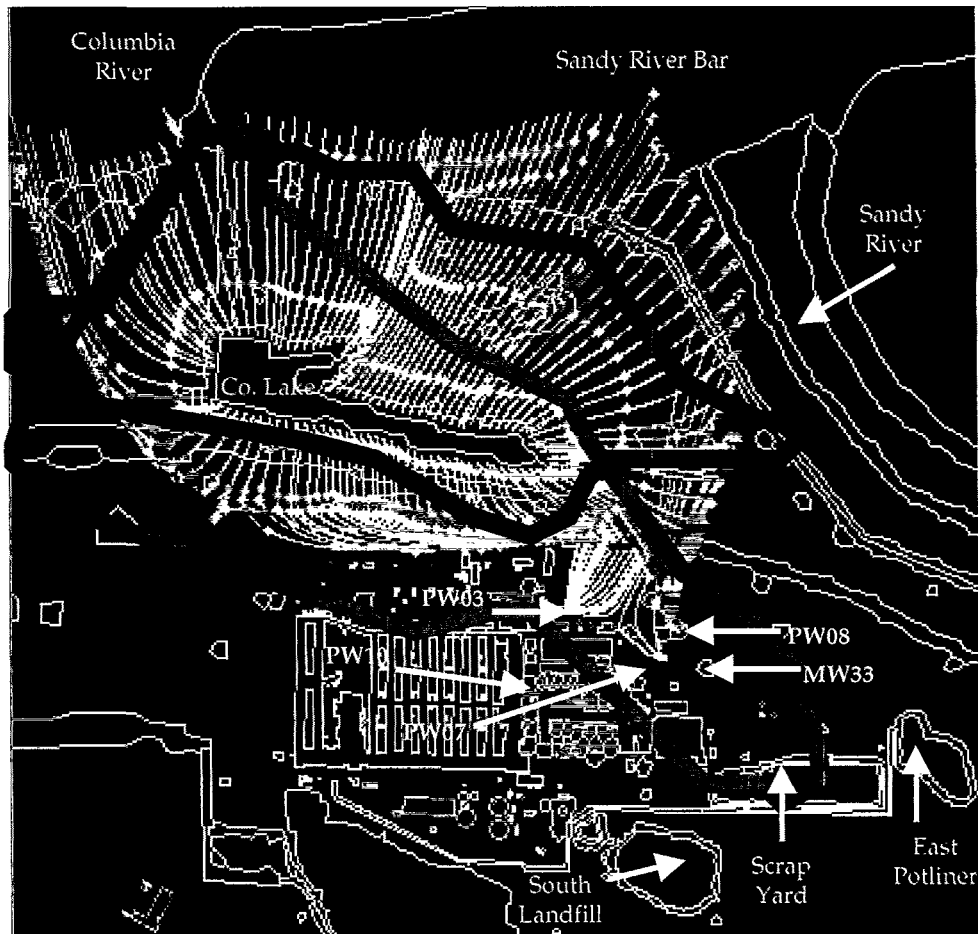 Columbia
River
Sandy River Bar
Sandy
River
Co. Lake
PW03
PW08
PW10
MW33
PW07
East
Potliner
Scrap
Yard
South
Landfill